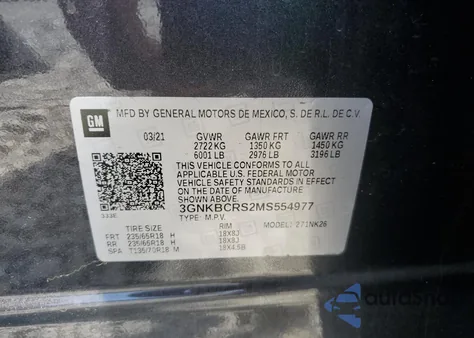 GM MFD BY GENERAL MOTORS DE MEXICO, S. DE R.L. DE C.V.
03/21 GVWR GAWR FRT GAWR RR
2722 KG 1350 KG 1450 KG
6001 LB 2976 LB 3196 LB
THIS VEHICLE CONFORMS TO ALL
APPLICABLE U.S. FEDERAL MOTOR
VEHICLE SAFETY STANDARDS IN EFFECT
ON THE DATE OF MANUFACTURE SHOWN ABOVE.
3GNKBCRS2MS554977
TYPE: M.P.V.
TIRE SIZE RIM MODEL: 271NK26
FRT 235/65R18 H 18X8J
RR 235/65R18 H 18X8J
SPA T135/70R18 M 18X4.5B